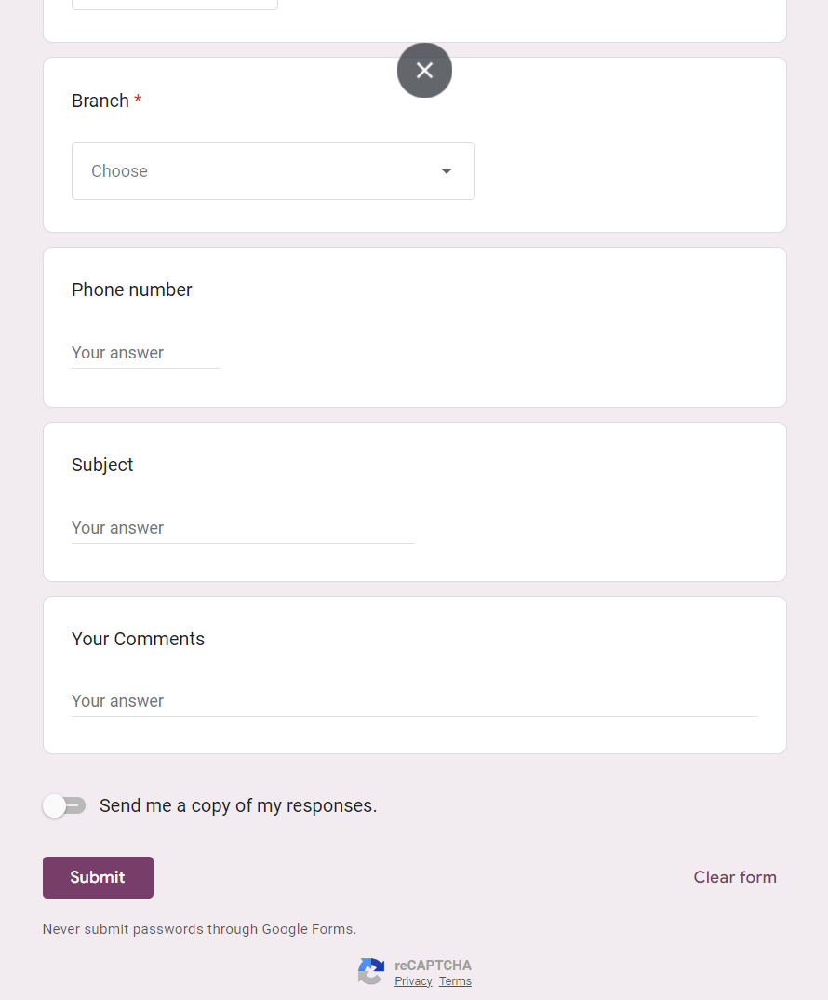 Branch *
Choose
Phone number
Your answer
Subject
Your answer
Your Comments
Your answer
Send me a copy of my responses.
Submit
Clear form
Never submit passwords through Google Forms.
reCAPTCHA
Privacy Terms